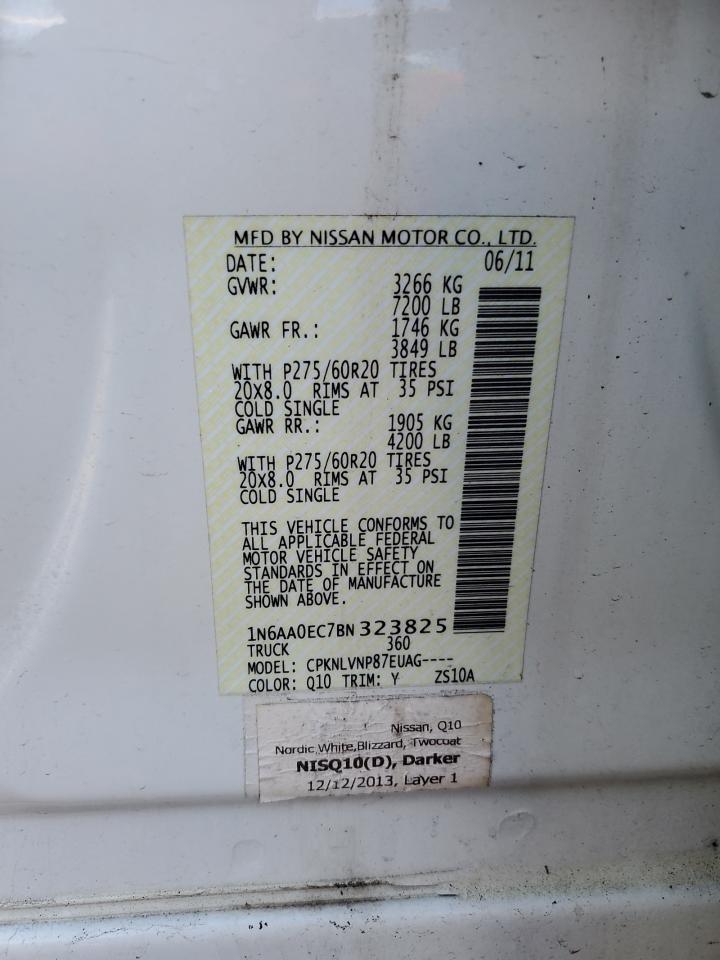 MFD BY NISSAN MOTOR CO., LTD.
DATE: 06/11
GVWR: 3266 KG
7200 LB
GAWR FR.: 1746 KG
3849 LB
WITH P275/60R20 TIRES
20X8.0 RIMS AT 35 PSI
COLD SINGLE
GAWR RR.: 1905 KG
4200 LB
WITH P275/60R20 TIRES
20X8.0 RIMS AT 35 PSI
COLD SINGLE
THIS VEHICLE CONFORMS TO
ALL APPLICABLE FEDERAL
MOTOR VEHICLE SAFETY
STANDARDS IN EFFECT ON
THE DATE OF MANUFACTURE
SHOWN ABOVE.
1N6AA0EC7BN323825
TRUCK 360
MODEL: CPKNLVNP87EUAG----
COLOR: Q10 TRIM: Y ZS10A
Nissan, Q10
Nordic White,Blizzard, Twocoat
NISQ10(D), Darker
12/12/2013, Layer 1